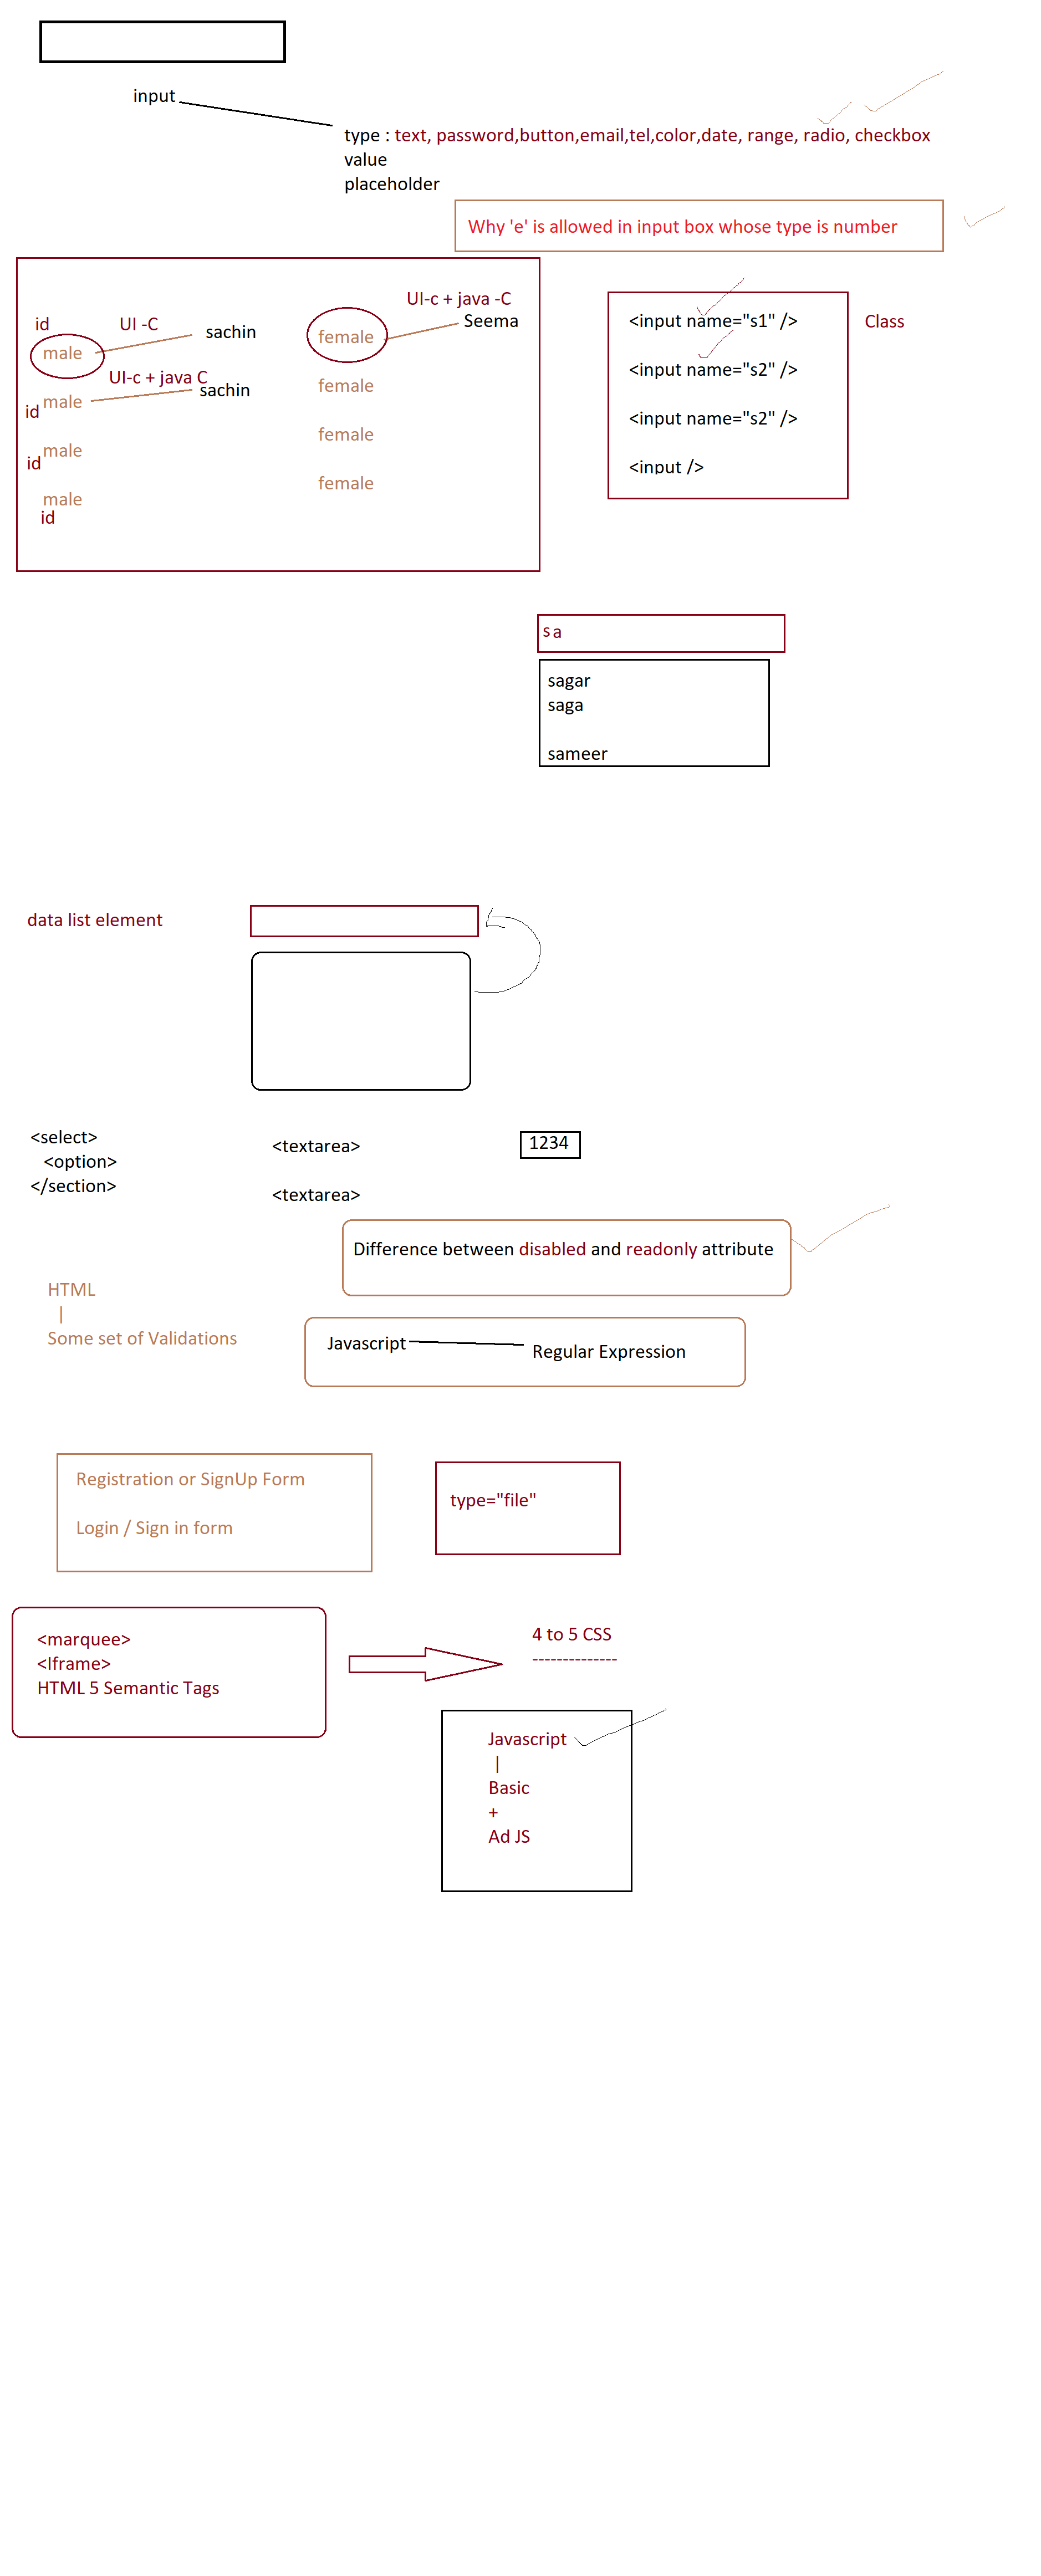 input
type : text, password,button,email,tel,color,date, range, radio, checkbox
value
placeholder
Why 'e' is allowed in input box whose type is number
id
UI -C
sachin
male
UI-c + java C
sachin
male
id
male
id
male
id
UI-c + java -C
Seema
female
female
female
female
<input name="s1" />
<input name="s2" />
<input name="s2" />
<input />
Class
sa
sagar
saga
sameer
data list element
<select>
<option>
</section>
<textarea>
<textarea>
1234
Difference between disabled and readonly attribute
HTML
|
Some set of Validations
Javascript
Regular Expression
Registration or SignUp Form
Login / Sign in form
type="file"
<marquee>
<Iframe>
HTML 5 Semantic Tags
4 to 5 CSS
--------------
Javascript
|
Basic
+
Ad JS